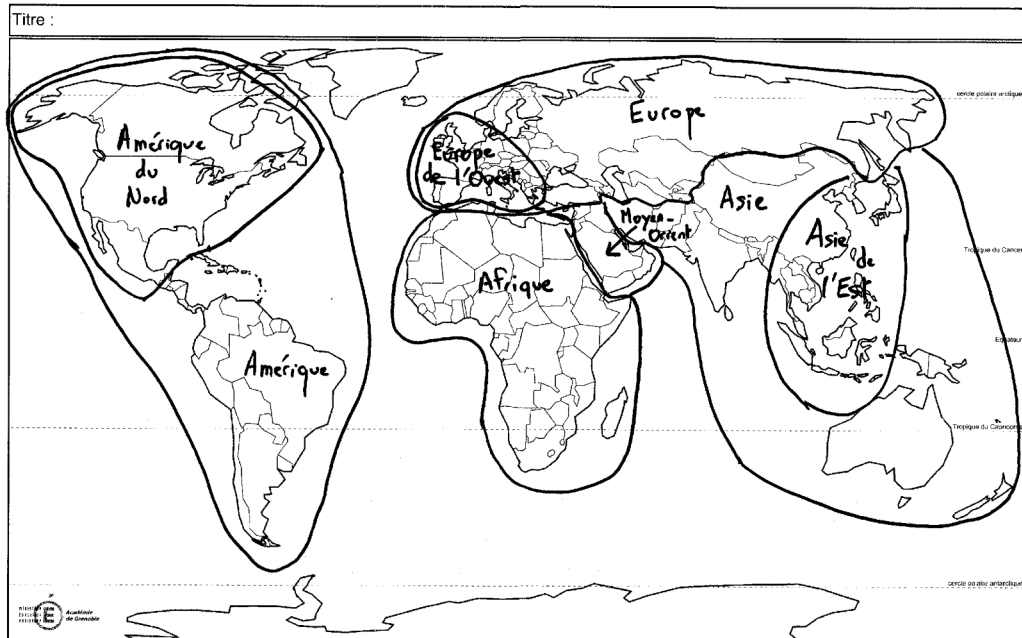 Titre :
cercle polaire arctique
Europe
Amérique
du
Nord
Europe
de l'Ouest
Asie
Moyen-
Orient
Asie
de
l'Est
Tropique du Cancer
Afrique
Equateur
Amérique
Tropique du Capricorne
cercle polaire antarctique
Académie
de Grenoble